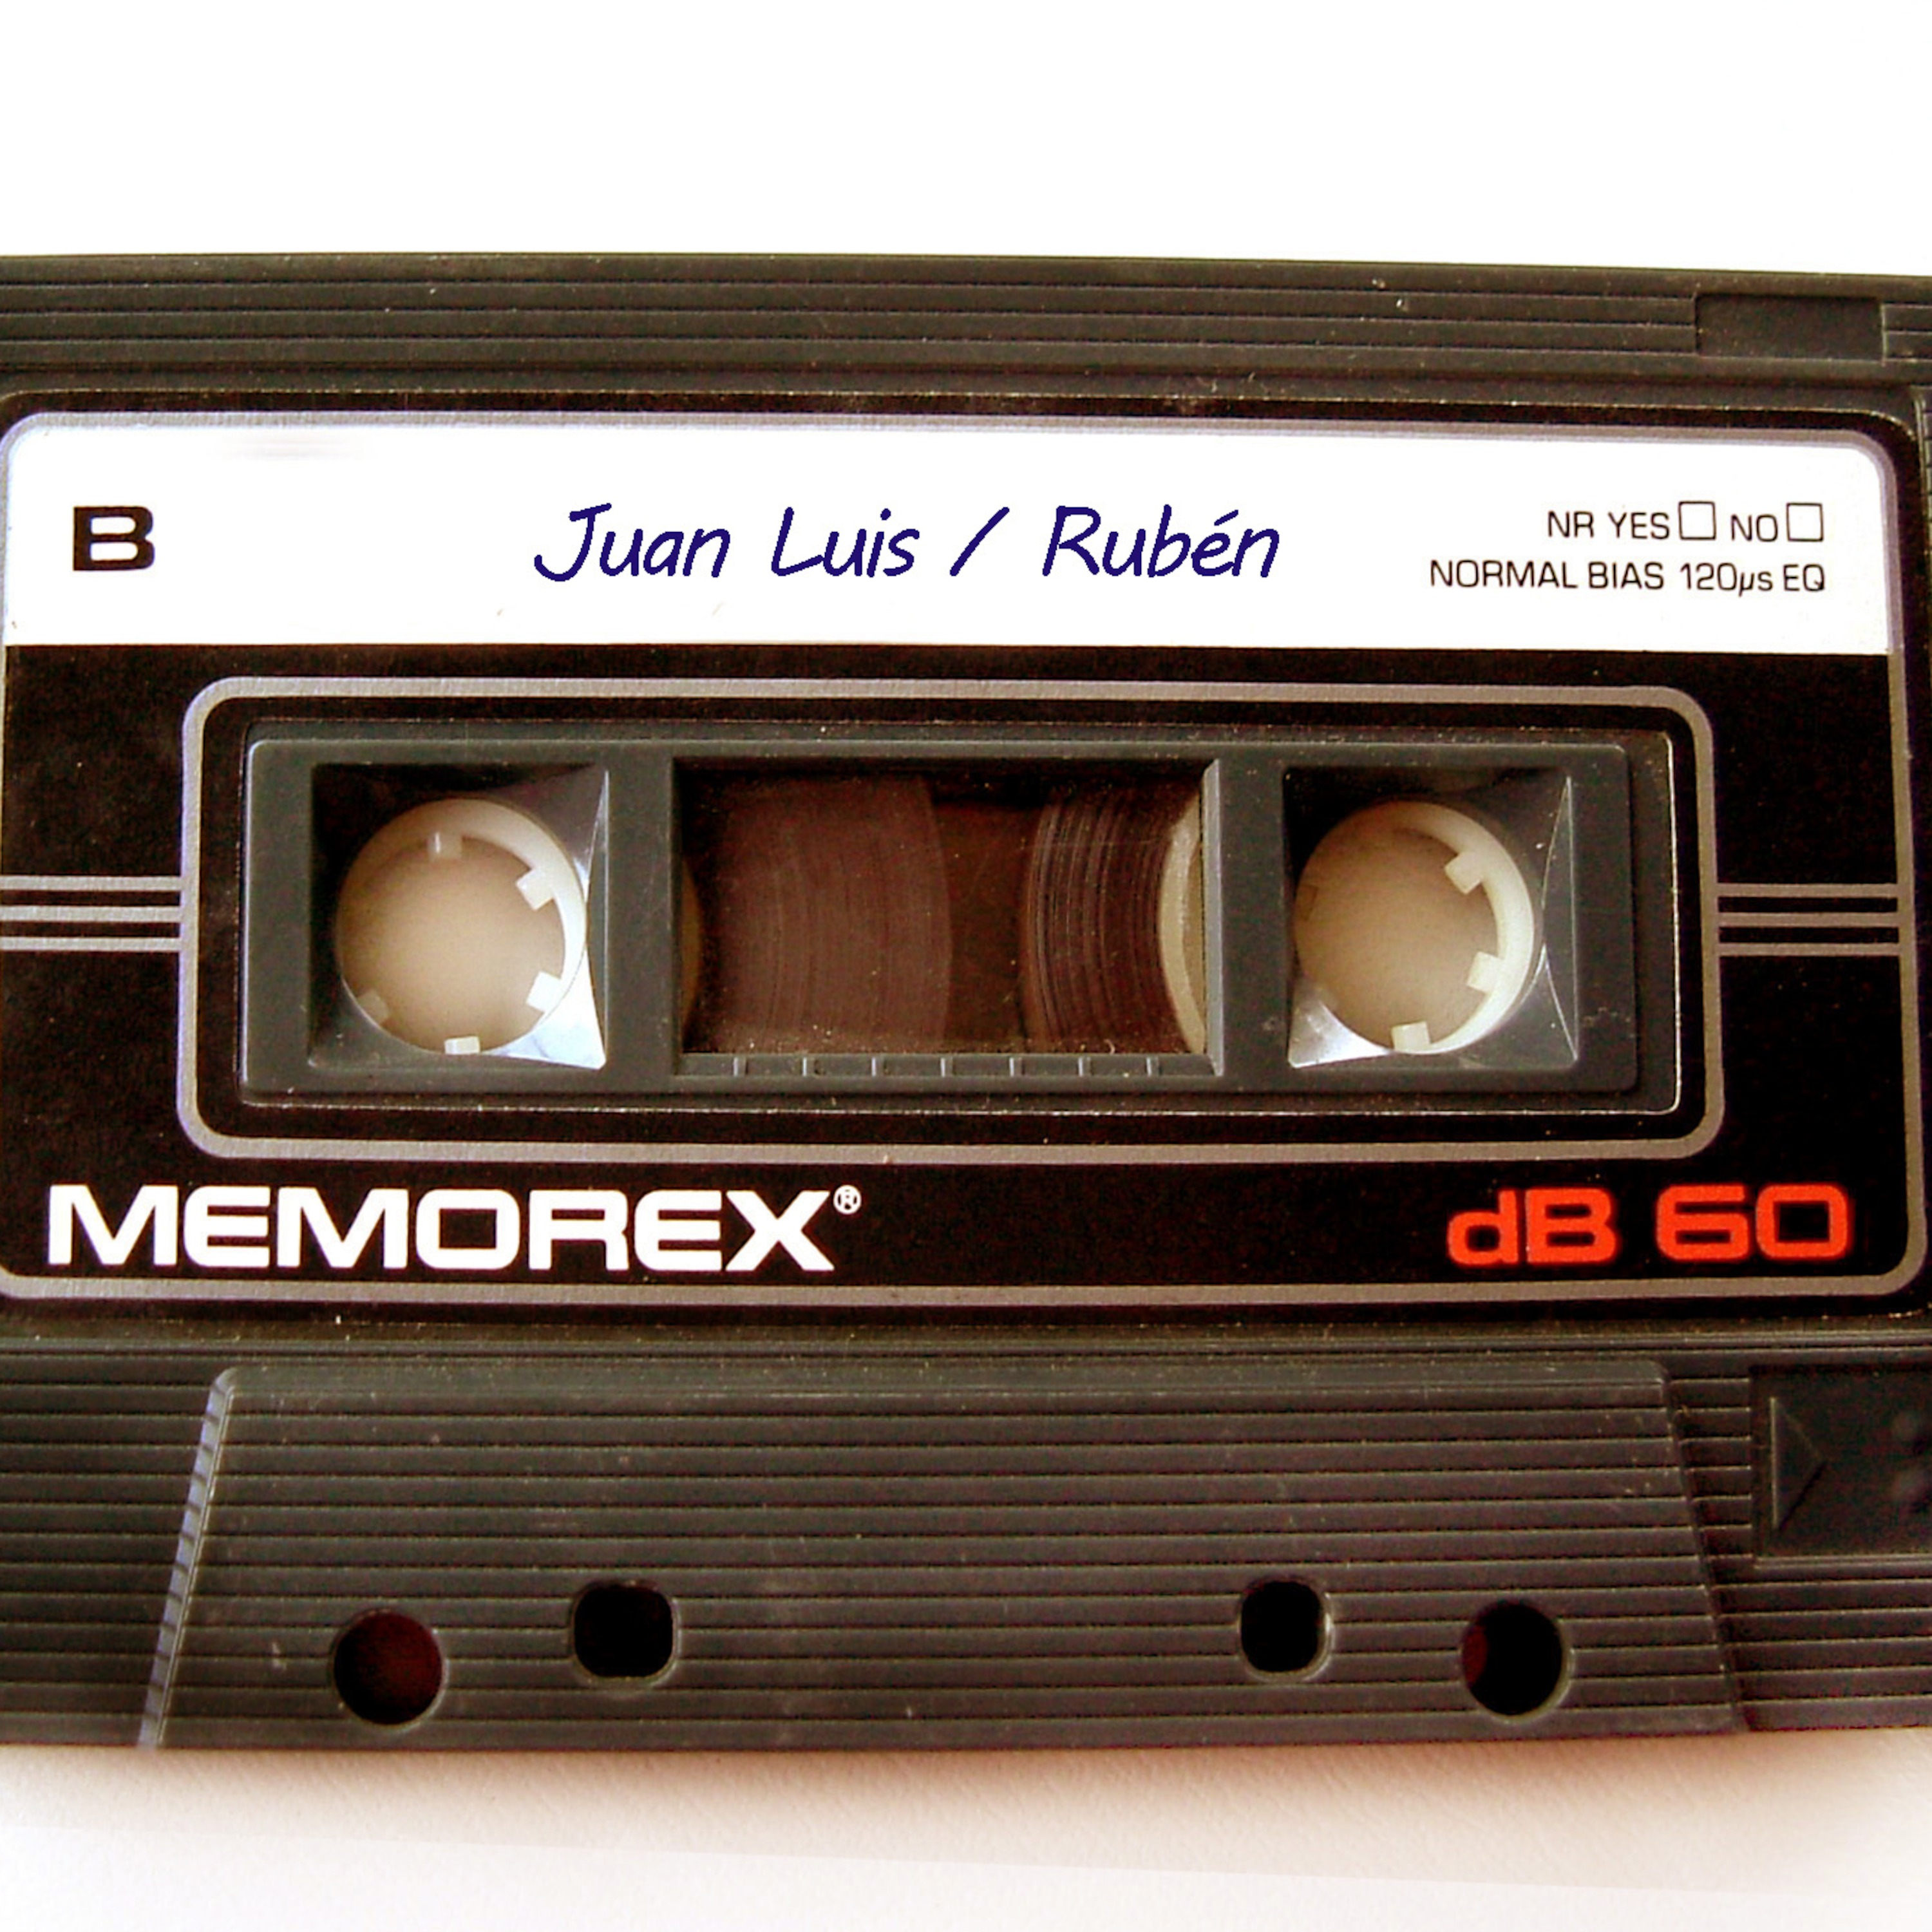 B
Juan Luis / Rubén
NR YES □ NO □
NORMAL BIAS 120µs EQ
MEMOREX®
dB 60